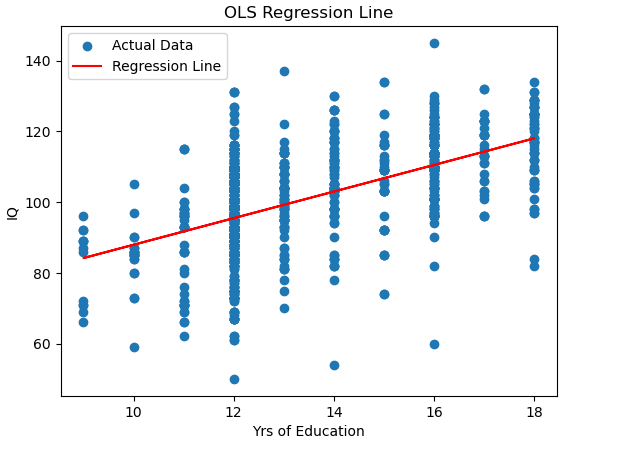 OLS Regression Line
Actual Data
Regression Line
140
120
100
80
60
IQ
10 12 14 16 18
Yrs of Education